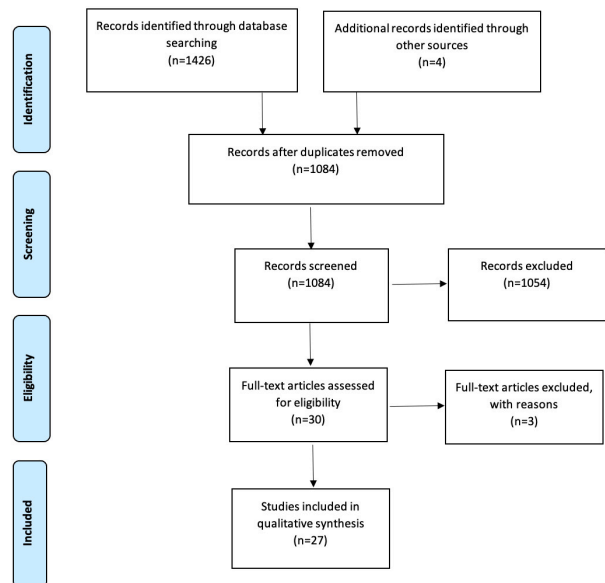 Identification
Records identified through database
searching
(n=1426)
Additional records identified through
other sources
(n=4)
Records after duplicates removed
(n=1084)
Screening
Records screened
(n=1084)
Records excluded
(n=1054)
Eligibility
Full-text articles assessed
for eligibility
(n=30)
Full-text articles excluded,
with reasons
(n=3)
Included
Studies included in
qualitative synthesis
(n=27)